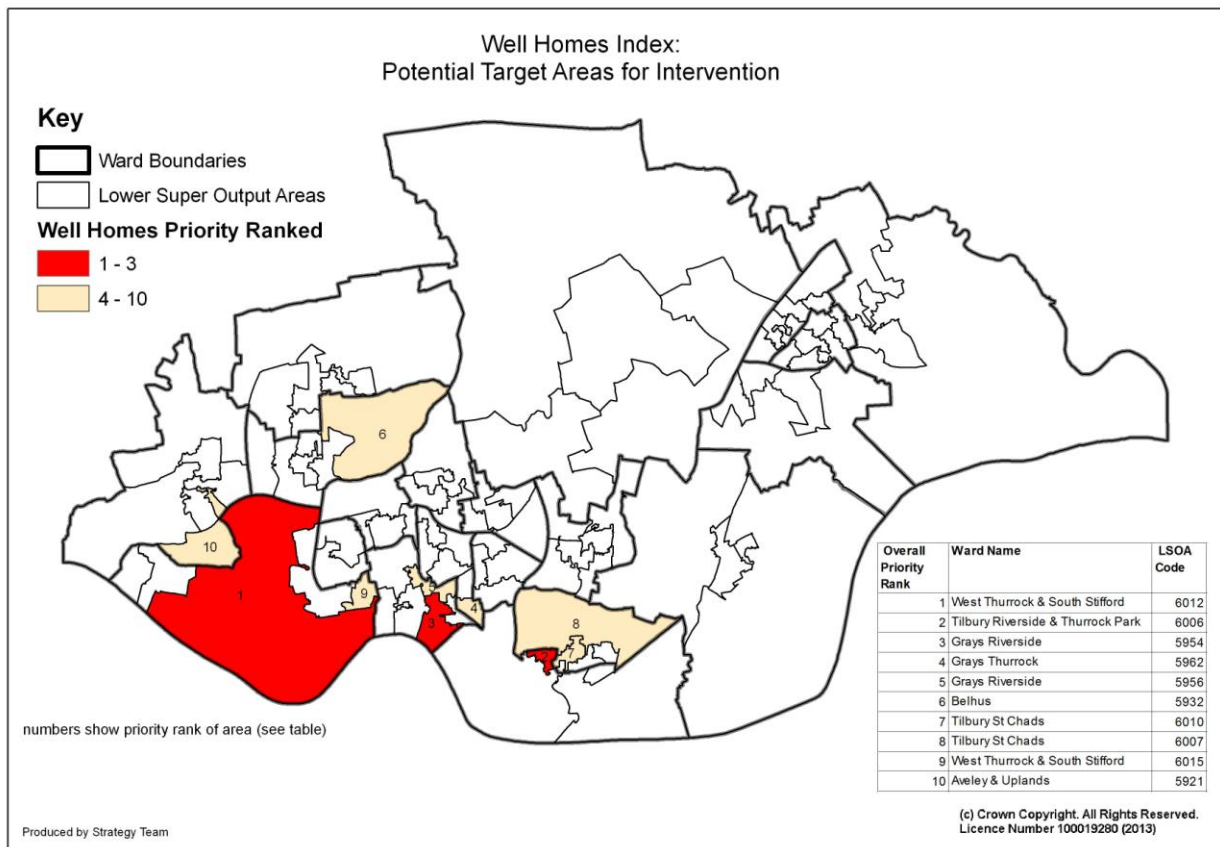 Well Homes Index:
Potential Target Areas for Intervention
Key
Ward Boundaries
Lower Super Output Areas
Well Homes Priority Ranked
1 - 3
4 - 10
6
10
1
9
5
3
4
8
2
7
numbers show priority rank of area (see table)
Overall Priority Rank Ward Name LSOA Code
1 West Thurrock & South Stifford 6012
2 Tilbury Riverside & Thurrock Park 6006
3 Grays Riverside 5954
4 Grays Thurrock 5962
5 Grays Riverside 5956
6 Belhus 5932
7 Tilbury St Chads 6010
8 Tilbury St Chads 6007
9 West Thurrock & South Stifford 6015
10 Aveley & Uplands 5921
Produced by Strategy Team
(c) Crown Copyright. All Rights Reserved.
Licence Number 100019280 (2013)